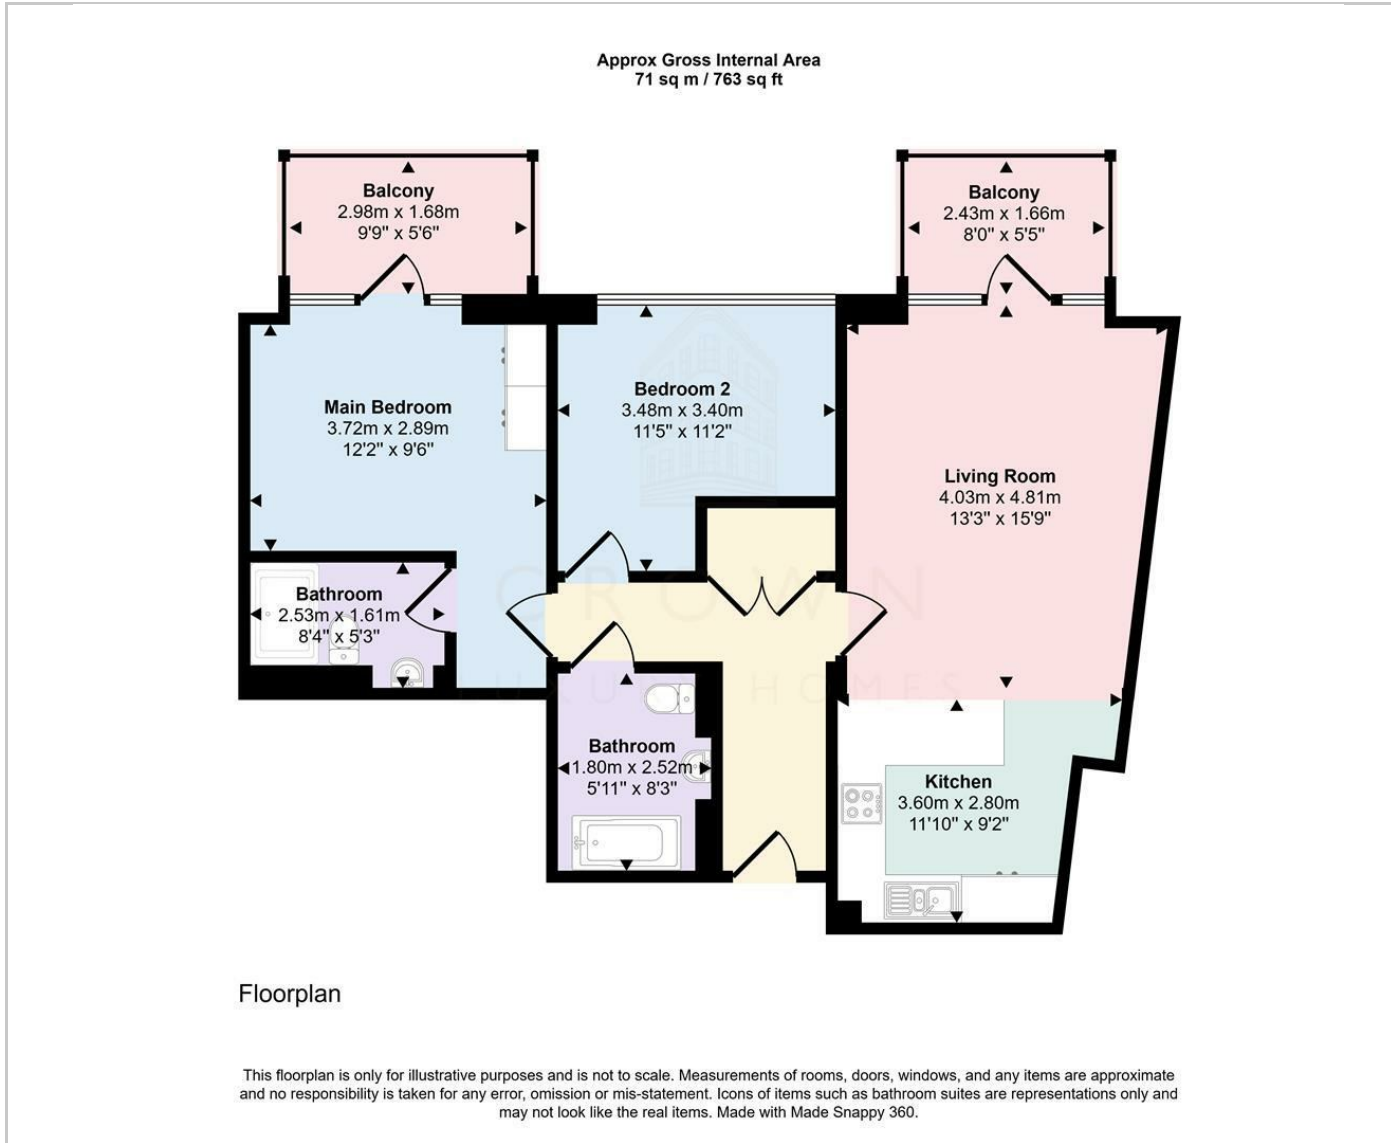 Approx Gross Internal Area
71 sq m / 763 sq ft
Balcony
2.98m x 1.68m
9'9" x 5'6"
Balcony
2.43m x 1.66m
8'0" x 5'5"
Main Bedroom
3.72m x 2.89m
12'2" x 9'6"
Bedroom 2
3.48m x 3.40m
11'5" x 11'2"
Living Room
4.03m x 4.81m
13'3" x 15'9"
Bathroom
2.53m x 1.61m
8'4" x 5'3"
CROWN
LUXURY HOMES
Bathroom
1.80m x 2.52m
5'11" x 8'3"
Kitchen
3.60m x 2.80m
11'10" x 9'2"
Floorplan
This floorplan is only for illustrative purposes and is not to scale. Measurements of rooms, doors, windows, and any items are approximate
and no responsibility is taken for any error, omission or mis-statement. Icons of items such as bathroom suites are representations only and
may not look like the real items. Made with Made Snappy 360.